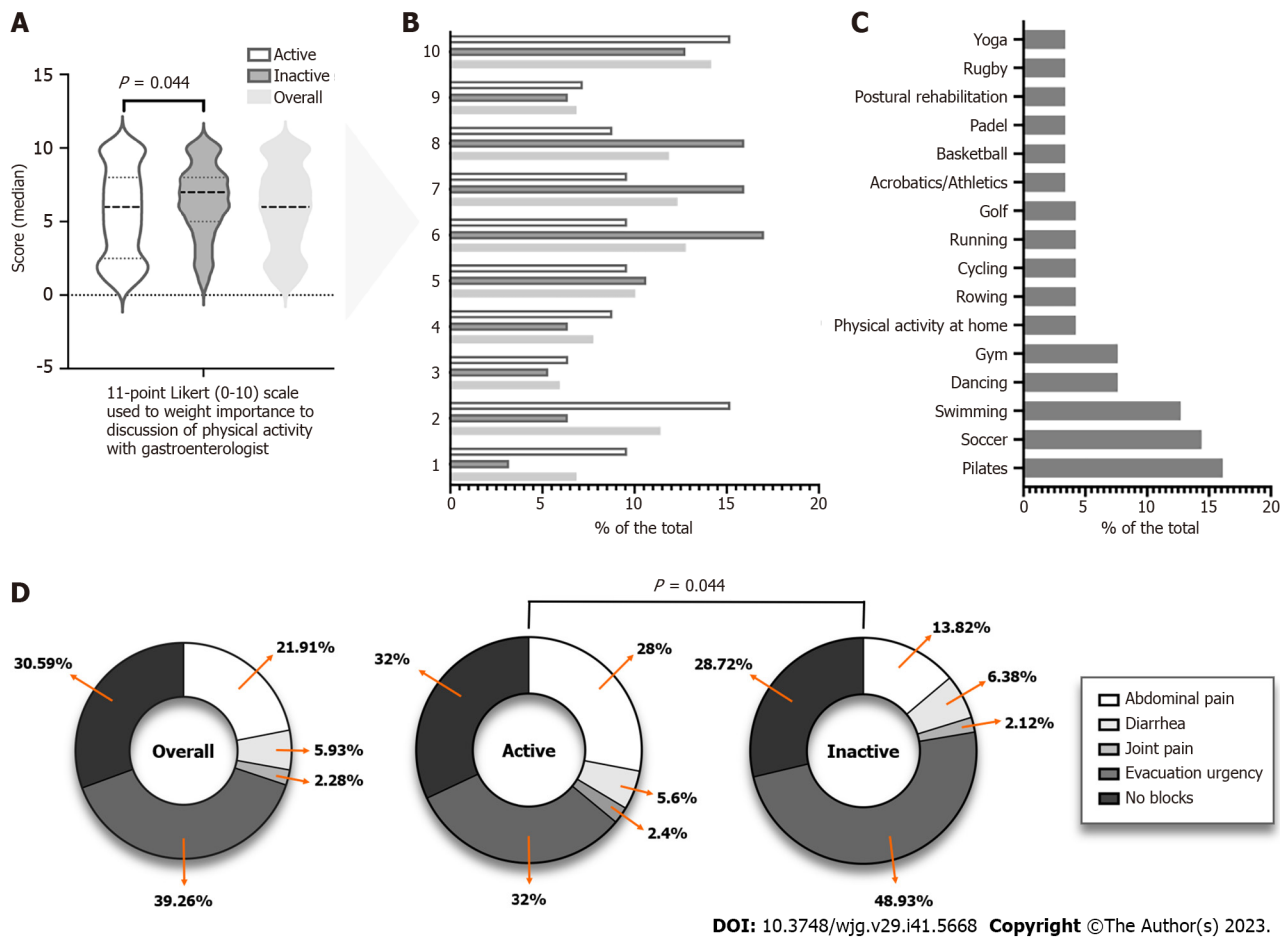 A
Active
Inactive
Overall
P = 0.044
15
10
5
0
-5
Score (median)
11-point Likert (0-10) scale
used to weight importance to
discussion of physical activity
with gastroenterologist
B
10
9
8
7
6
5
4
3
2
1
0
5
10
15
20
% of the total
C
Yoga
Rugby
Postural rehabilitation
Padel
Basketball
Acrobatics/Athletics
Golf
Running
Cycling
Rowing
Physical activity at home
Gym
Dancing
Swimming
Soccer
Pilates
0
5
10
15
20
% of the total
D
P = 0.044
30.59%
21.91%
Overall
5.93%
2.28%
39.26%
32%
28%
Active
5.6%
2.4%
32%
28.72%
13.82%
6.38%
2.12%
Inactive
48.93%
Abdominal pain
Diarrhea
Joint pain
Evacuation urgency
No blocks
DOI: 10.3748/wjg.v29.i41.5668 Copyright ©The Author(s) 2023.